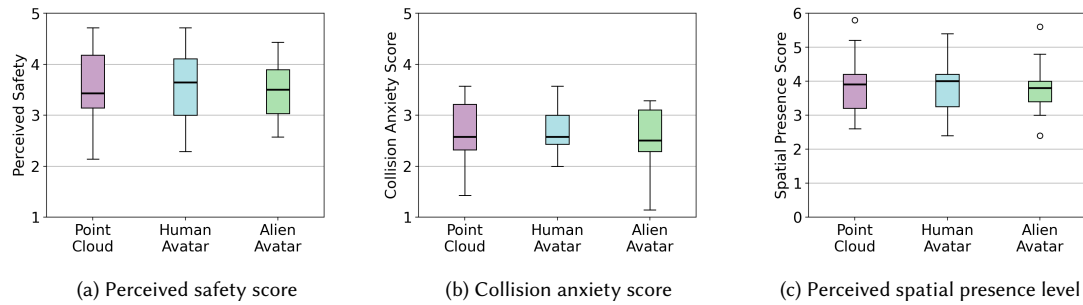 Perceived Safety
5
4
3
2
1
Point
Cloud
Human
Avatar
Alien
Avatar
(a) Perceived safety score
Collision Anxiety Score
5
4
3
2
1
Point
Cloud
Human
Avatar
Alien
Avatar
(b) Collision anxiety score
Spatial Presence Score
6
5
4
3
2
1
0
Point
Cloud
Human
Avatar
Alien
Avatar
(c) Perceived spatial presence level